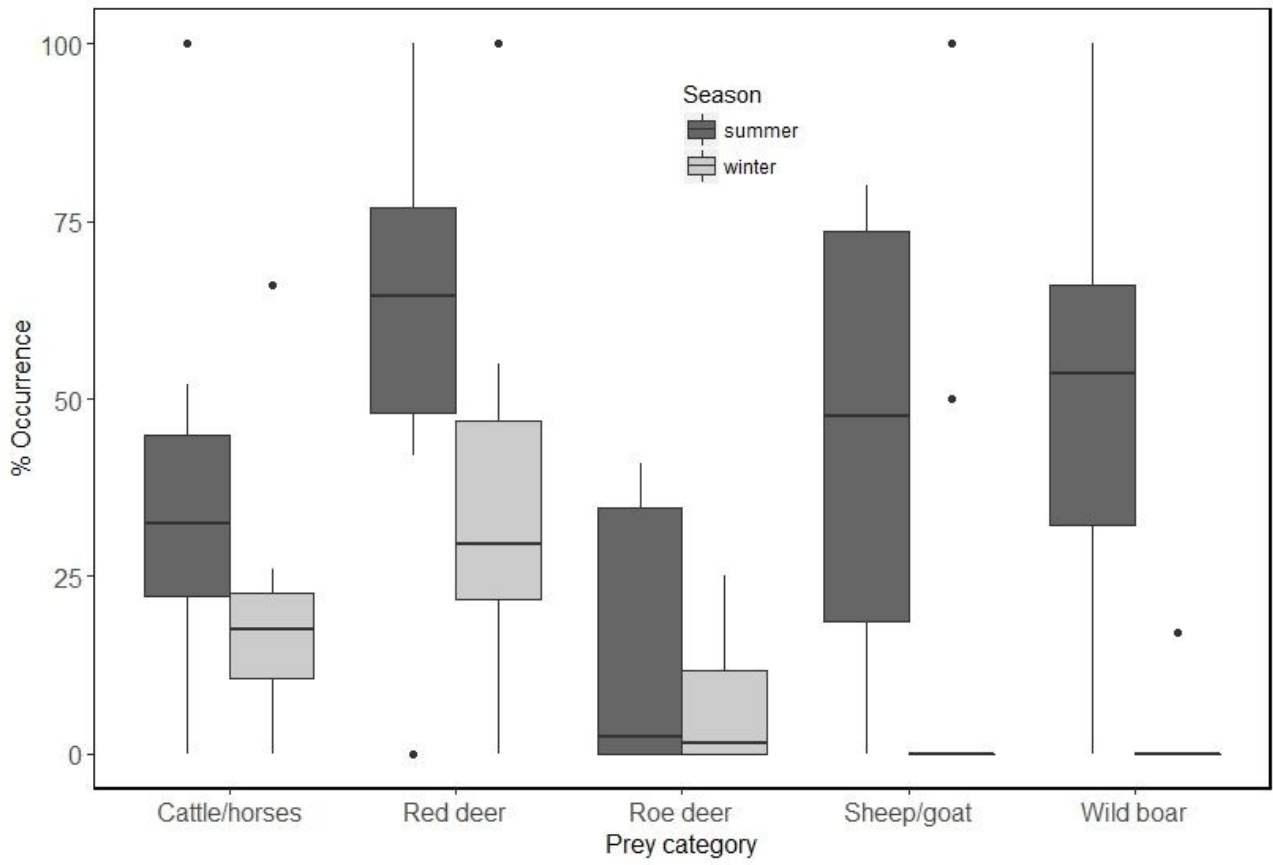 Season
summer
winter
100
75
50
25
0
% Occurrence
Cattle/horses Red deer Roe deer Sheep/goat Wild boar
Prey category